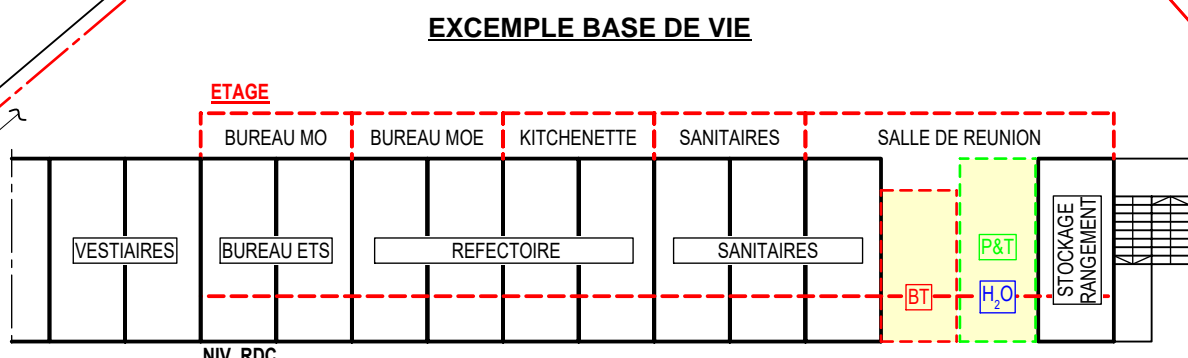 EXCEMPLE BASE DE VIE
ETAGE
BUREAU MO
BUREAU MOE
KITCHENETTE
SANITAIRES
SALLE DE REUNION
VESTIAIRES
BUREAU ETS
REFECTOIRE
SANITAIRES
BT
P&T
H₂O
STOCKAGE
RANGEMENT
NIV. RDC